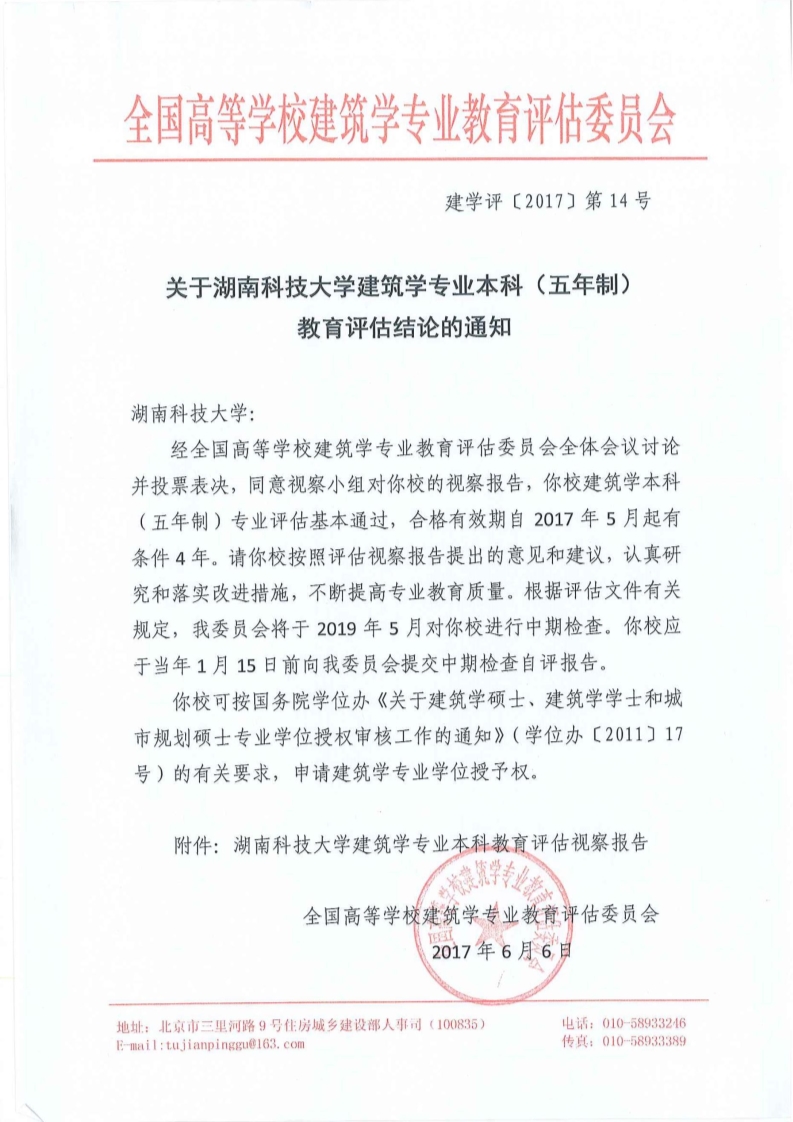 全国高等学校建筑学专业教育评估委员会
建学评〔2017〕第 14 号
关于湖南科技大学建筑学专业本科（五年制）
教育评估结论的通知
湖南科技大学：
经全国高等学校建筑学专业教育评估委员会全体会议讨论
并投票表决，同意视察小组对你校的视察报告，你校建筑学本科
（五年制）专业评估基本通过，合格有效期自 2017 年 5 月起有
条件 4 年。请你校按照评估视察报告提出的意见和建议，认真研
究和落实改进措施，不断提高专业教育质量。根据评估文件有关
规定，我委员会将于 2019 年 5 月对你校进行中期检查。你校应
于当年 1 月 15 日前向我委员会提交中期检查自评报告。
你校可按国务院学位办《关于建筑学硕士、建筑学学士和城
市规划硕士专业学位授权审核工作的通知》（学位办〔2011〕17
号）的有关要求，申请建筑学专业学位授予权。
附件：湖南科技大学建筑学专业本科教育评估视察报告
全国高等学校建筑学专业教育评估委员会
2017 年 6 月 6 日
地址：北京市三里河路 9 号住房城乡建设部人事司（100835）
电话：010-58933246
E-mail:tujianpinggu@163.com
传真：010-58933389